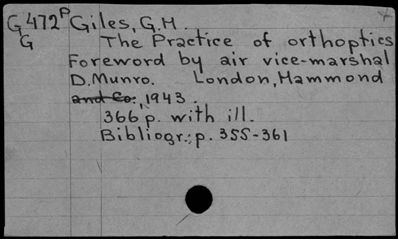 G472P Giles, G.H.
G The Practice of orthoptics
Foreword by air vice-marshal
D.Munro. London, Hammond
and Co., 1943.
366 p. with ill.
Bibliogr.: p. 355-361